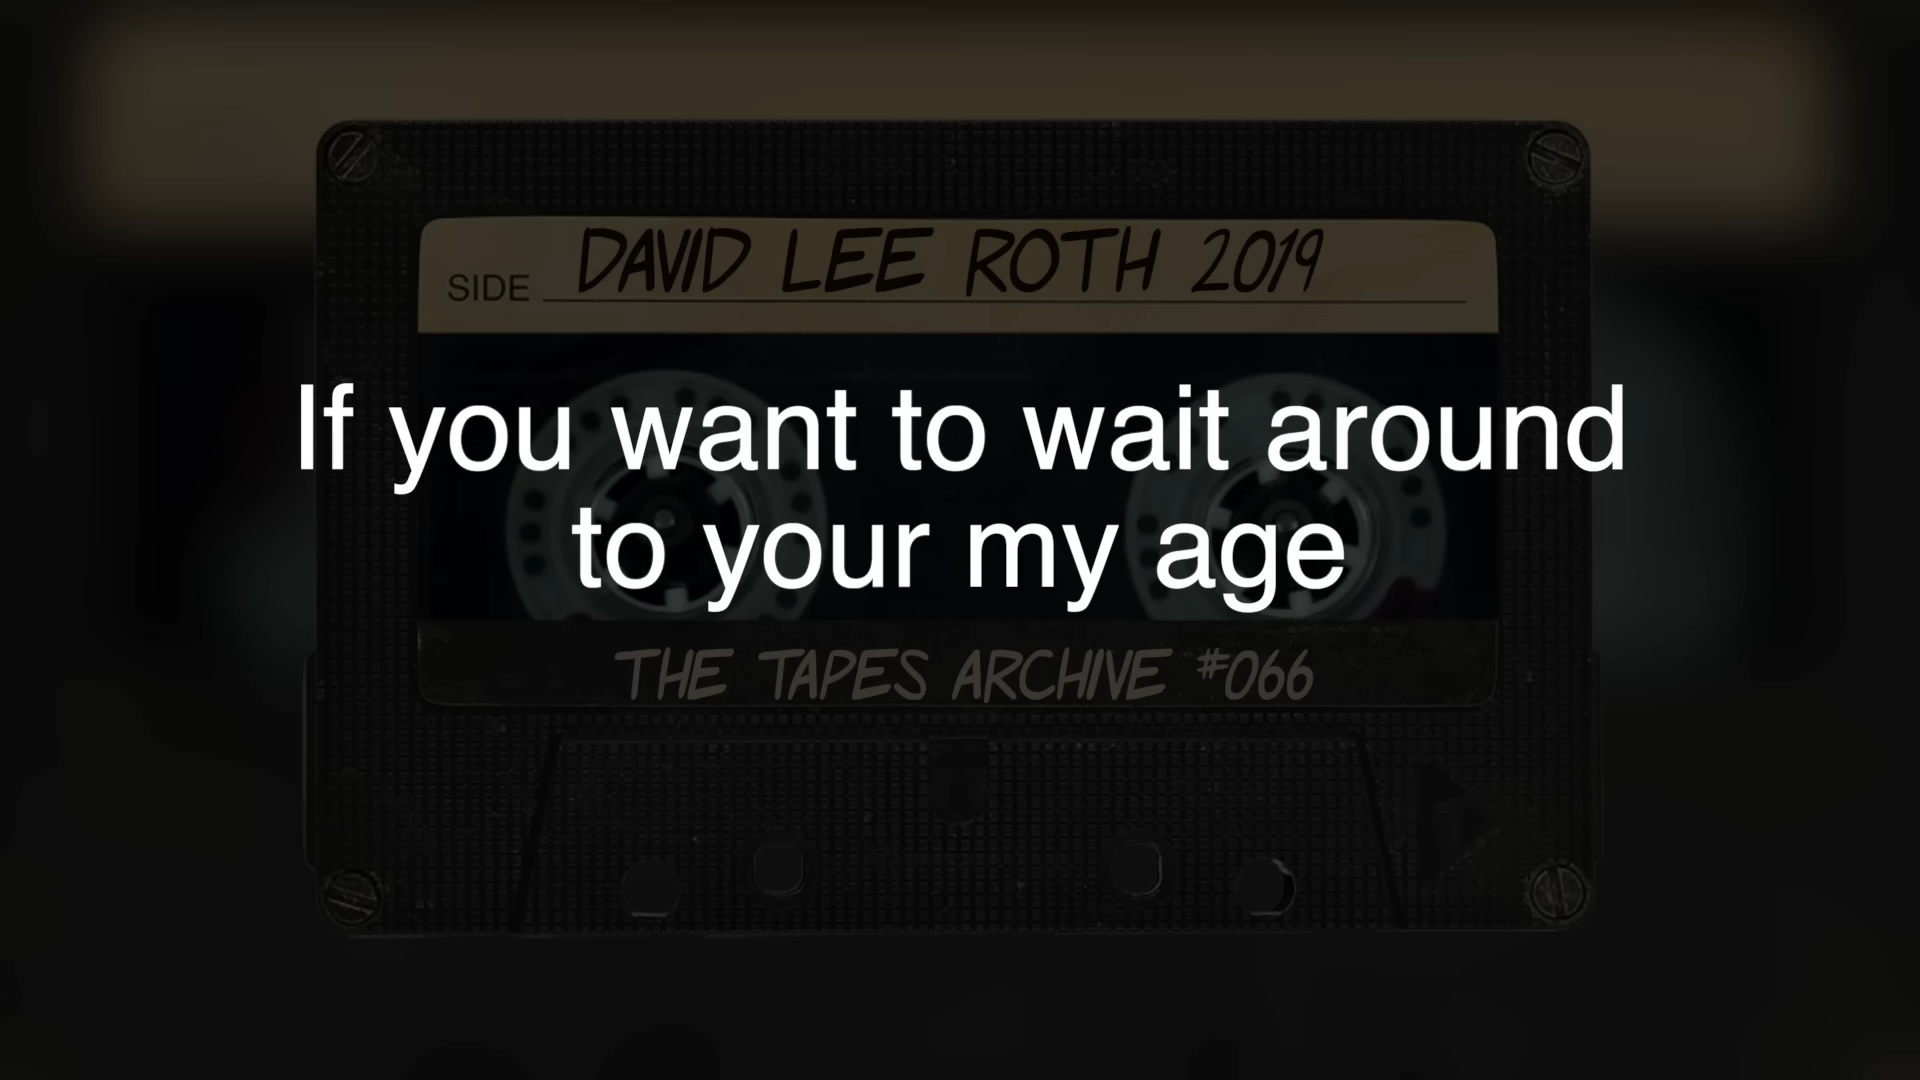 SIDE DAVID LEE ROTH 2019
If you want to wait around
to your my age
THE TAPES ARCHIVE #066